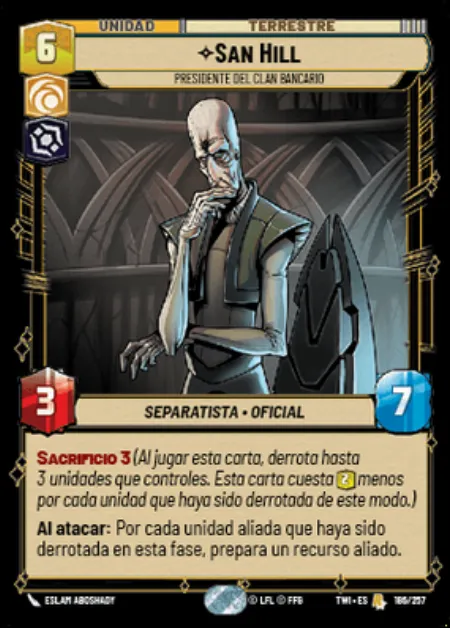 UNIDAD
TERRESTRE
6
SAN HILL
PRESIDENTE DEL CLAN BANCARIO
3
7
SEPARATISTA • OFICIAL
SACRIFICIO 3 (Al jugar esta carta, derrota hasta
3 unidades que controles. Esta carta cuesta 2 menos
por cada unidad que haya sido derrotada de este modo.)
Al atacar: Por cada unidad aliada que haya sido
derrotada en esta fase, prepara un recurso aliado.
ESLAM ABOSHADY
© LFL © FFG
TWI • ES
186/257